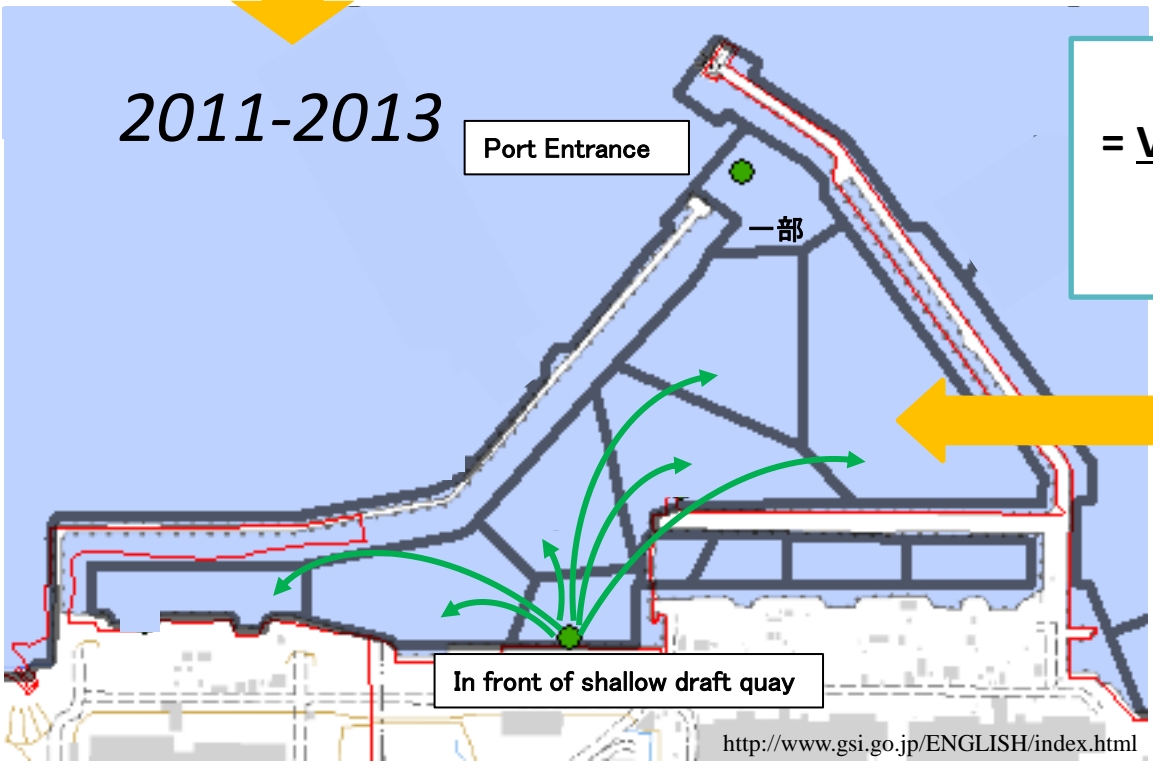 2011-2013
Port Entrance
= V
一部
In front of shallow draft quay
http://www.gsi.go.jp/ENGLISH/index.html